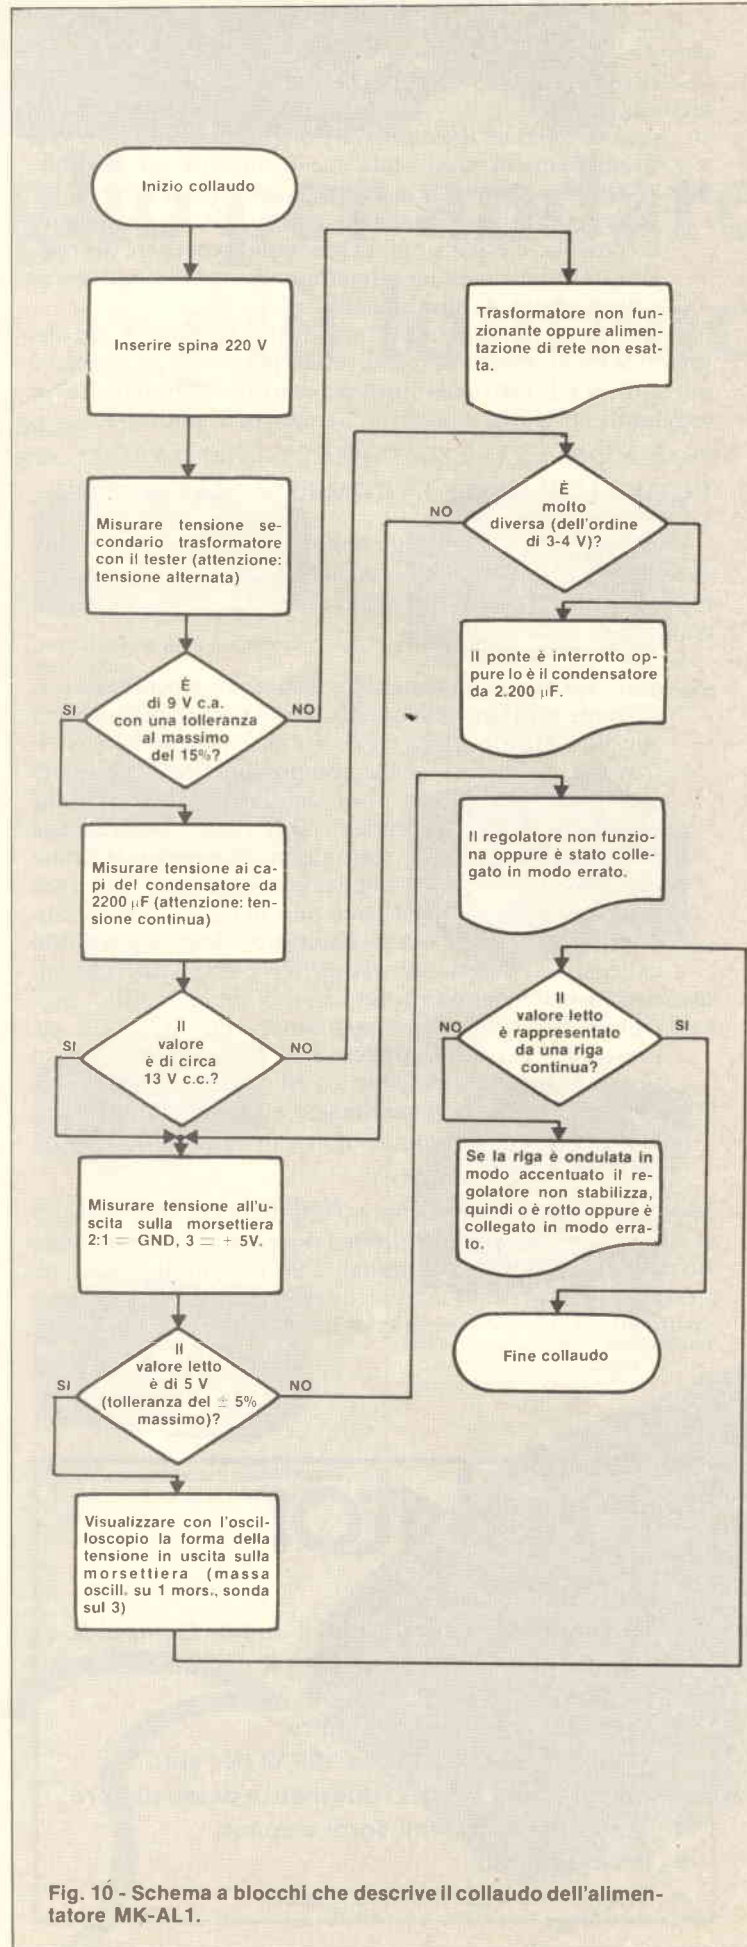 Inizio collaudo
Inserire spina 220 V
Misurare tensione se-
condario trasformatore
con il tester (attenzione:
tensione alternata)
È
di 9 V c.a.
con una tolleranza
al massimo
del 15%?
SI
NO
Misurare tensione ai ca-
pi del condensatore da
2200 µF (attenzione: ten-
sione continua)
Il
valore
è di circa
13 V c.c.?
SI
NO
Misurare tensione all'u-
scita sulla morsettiera
2:1 = GND, 3 = + 5V.
Il
valore letto
è di 5 V
(tolleranza del ± 5%
massimo)?
SI
NO
Visualizzare con l'oscil-
loscopio la forma della
tensione in uscita sulla
morsettiera (massa
oscill. su 1 mors., sonda
sul 3)
Trasformatore non fun-
zionante oppure alimen-
tazione di rete non esat-
ta.
È
molto
diversa (dell'ordine
di 3-4 V)?
NO
Il ponte è interrotto op-
pure lo è il condensatore
da 2.200 µF.
Il regolatore non funzio-
na oppure è stato colle-
gato in modo errato.
Il
valore letto
è rappresentato
da una riga
continua?
NO
SI
Se la riga è ondulata in
modo accentuato il re-
golatore non stabilizza,
quindi o è rotto oppure è
collegato in modo erra-
to.
Fine collaudo
Fig. 10 - Schema a blocchi che descrive il collaudo dell'alimen-
tatore MK-AL1.